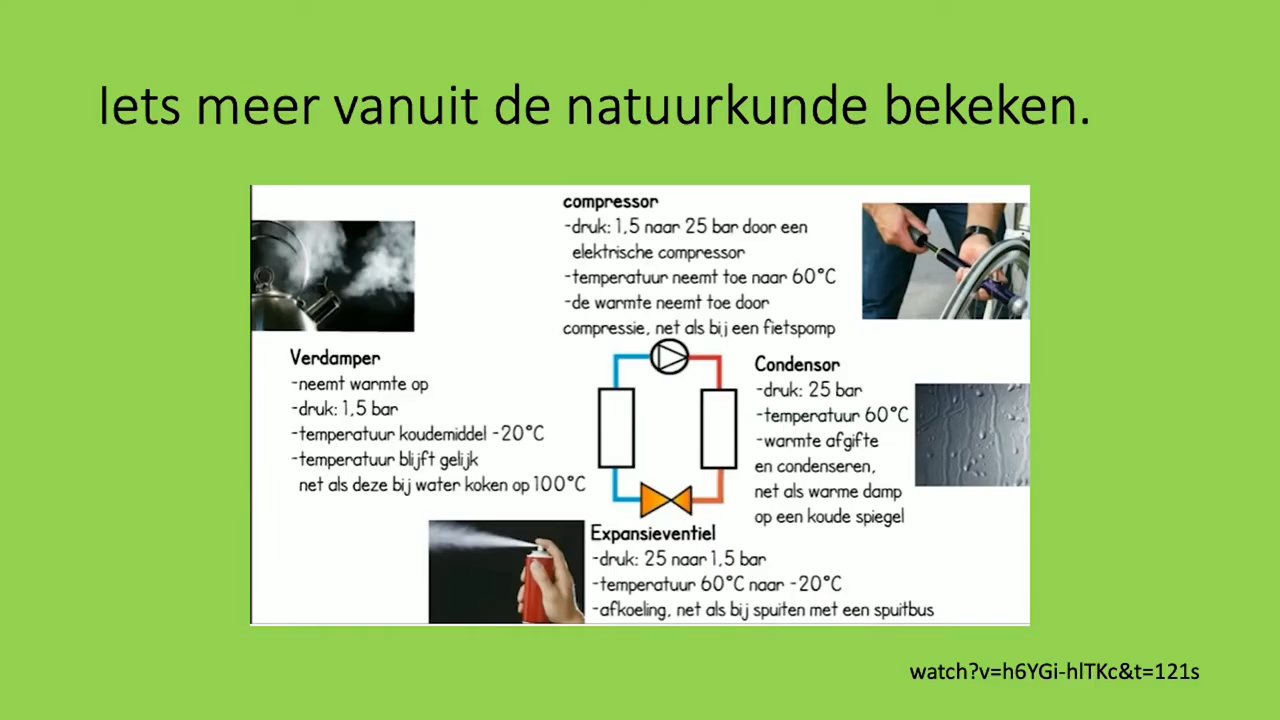 Iets meer vanuit de natuurkunde bekeken.
compressor
-druk: 1,5 naar 25 bar door een
elektrische compressor
-temperatuur neemt toe naar 60°C
-de warmte neemt toe door
compressie, net als bij een fietspomp
Verdamper
-neemt warmte op
-druk: 1,5 bar
-temperatuur koudemiddel -20°C
-temperatuur blijft gelijk
net als deze bij water koken op 100°C
Condensor
-druk: 25 bar
-temperatuur 60°C
-warmte afgifte
en condenseren,
net als warme damp
op een koude spiegel
Expansieventiel
-druk: 25 naar 1,5 bar
-temperatuur 60°C naar -20°C
-afkoeling, net als bij spuiten met een spuitbus
watch?v=h6YGi-hlTKc&t=121s